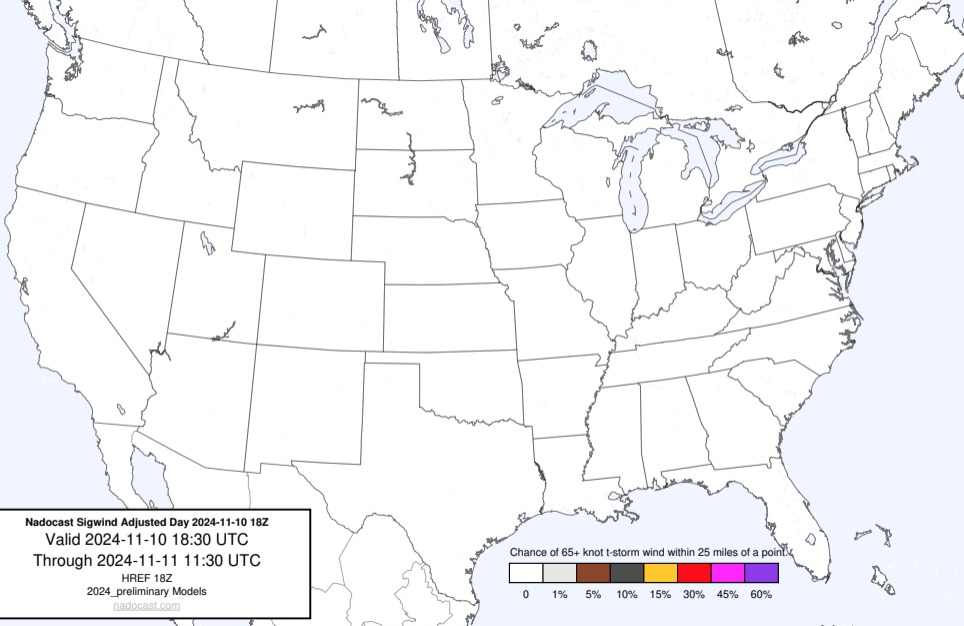 Nadocast Sigwind Adjusted Day 2024-11-10 18Z
Valid 2024-11-10 18:30 UTC
Through 2024-11-11 11:30 UTC
HREF 18Z
2024_preliminary Models
nadocast.com
Chance of 65+ knot t-storm wind within 25 miles of a point.
0 1% 5% 10% 15% 30% 45% 60%